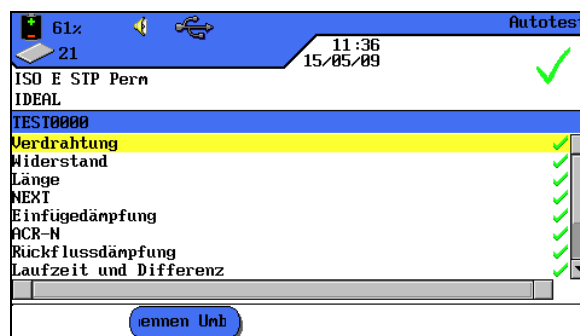 61% Autotest
21 11:36
15/05/09
ISO E STP Perm
IDEAL
TEST0000
Verdrahtung
Widerstand
Länge
NEXT
Einfügedämpfung
ACR-N
Rückflussdämpfung
Laufzeit und Differenz
ennen Umb